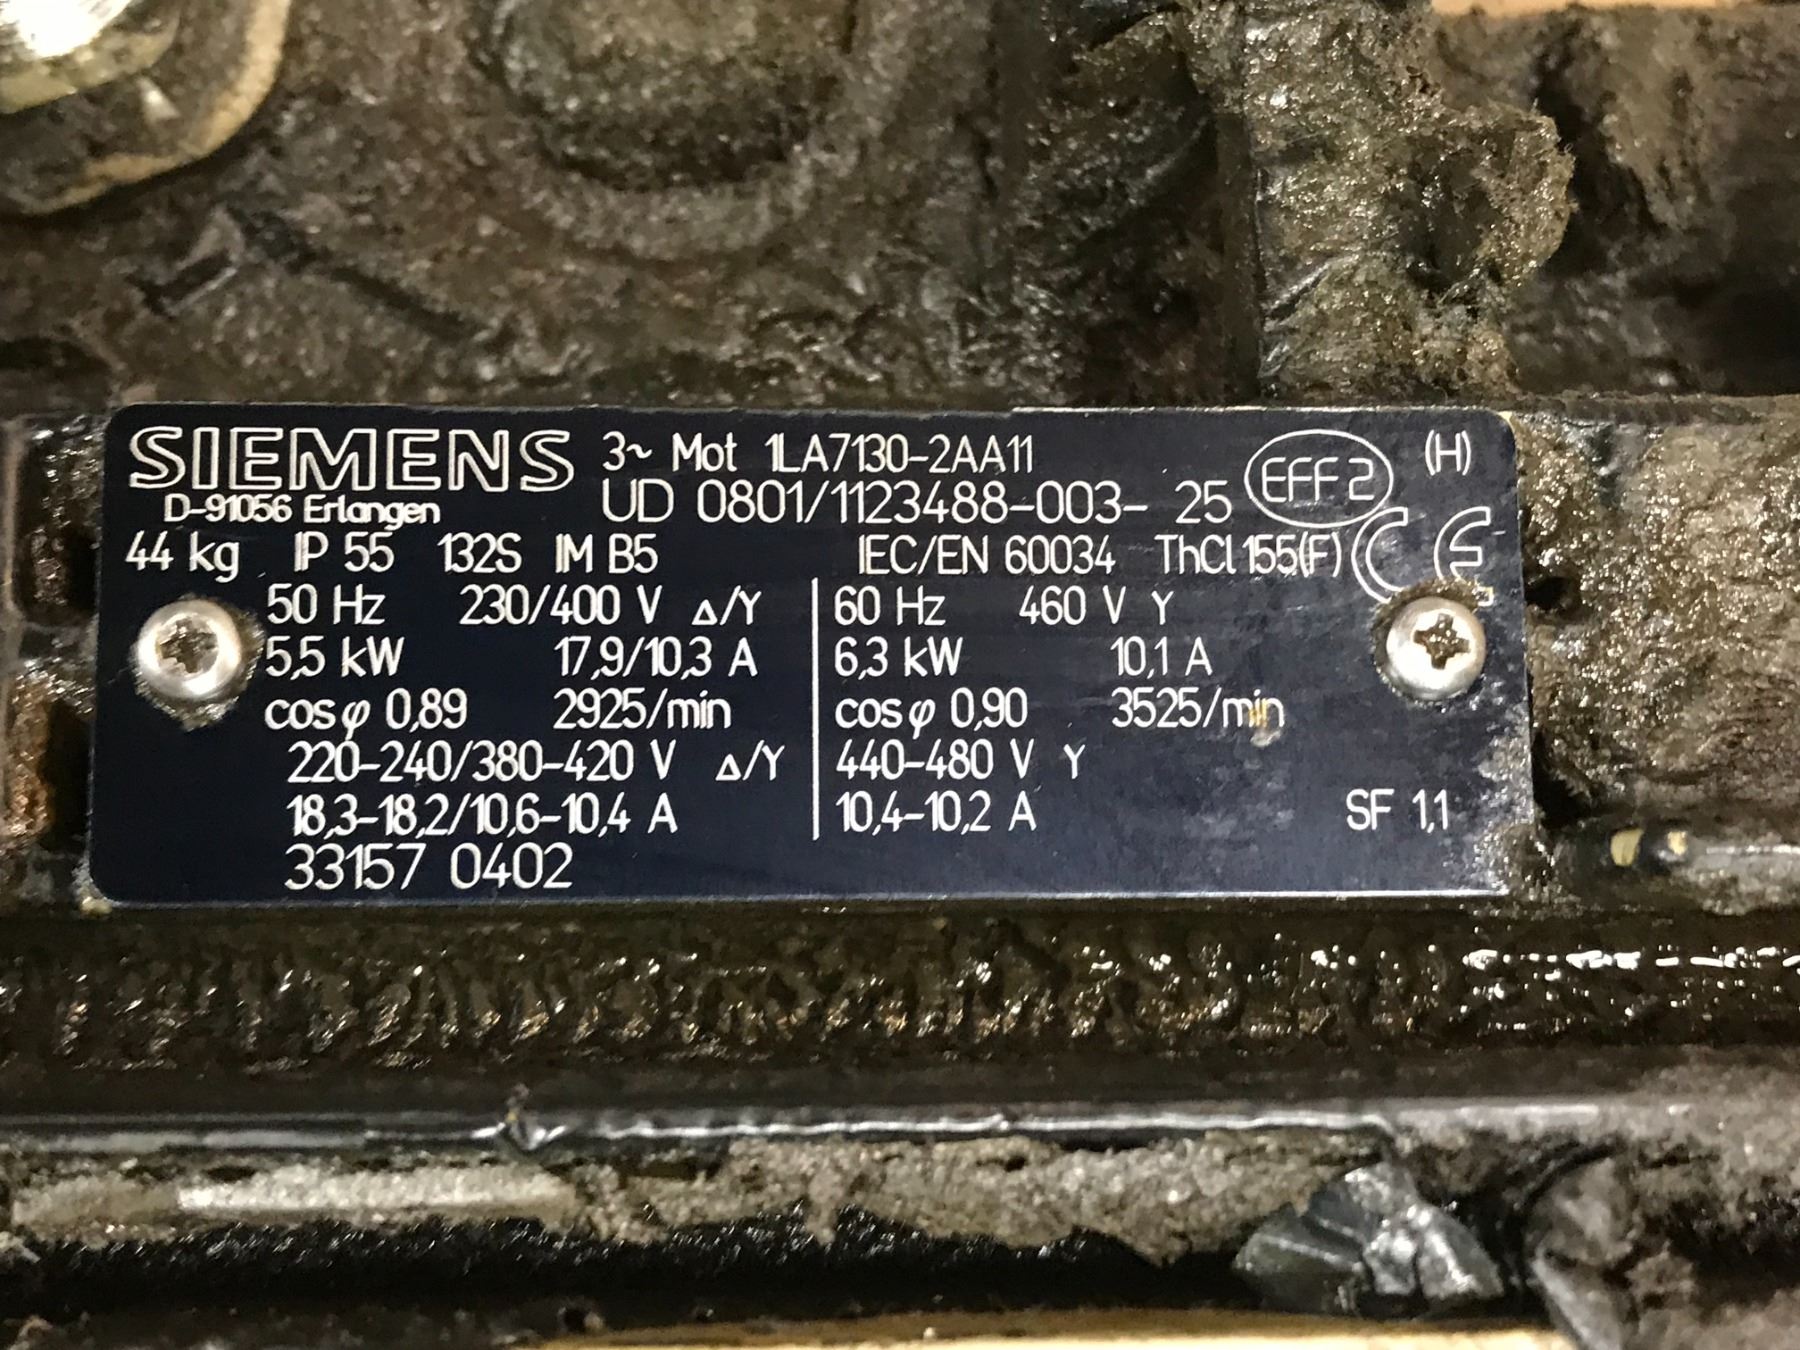 SIEMENS 3~ Mot 1LA7130-2AA11 EFF2 (H)
D-91056 Erlangen UD 0801/1123488-003- 25
44 kg IP 55 132S IM B5 IEC/EN 60034 ThCl 155(F) CE
50 Hz 230/400 V Δ/Y 60 Hz 460 V Y
5,5 kW 17,9/10,3 A 6,3 kW 10,1 A
cos φ 0,89 2925/min cos φ 0,90 3525/min
220-240/380-420 V Δ/Y 440-480 V Y
18,3-18,2/10,6-10,4 A 10,4-10,2 A SF 1,1
33157 0402